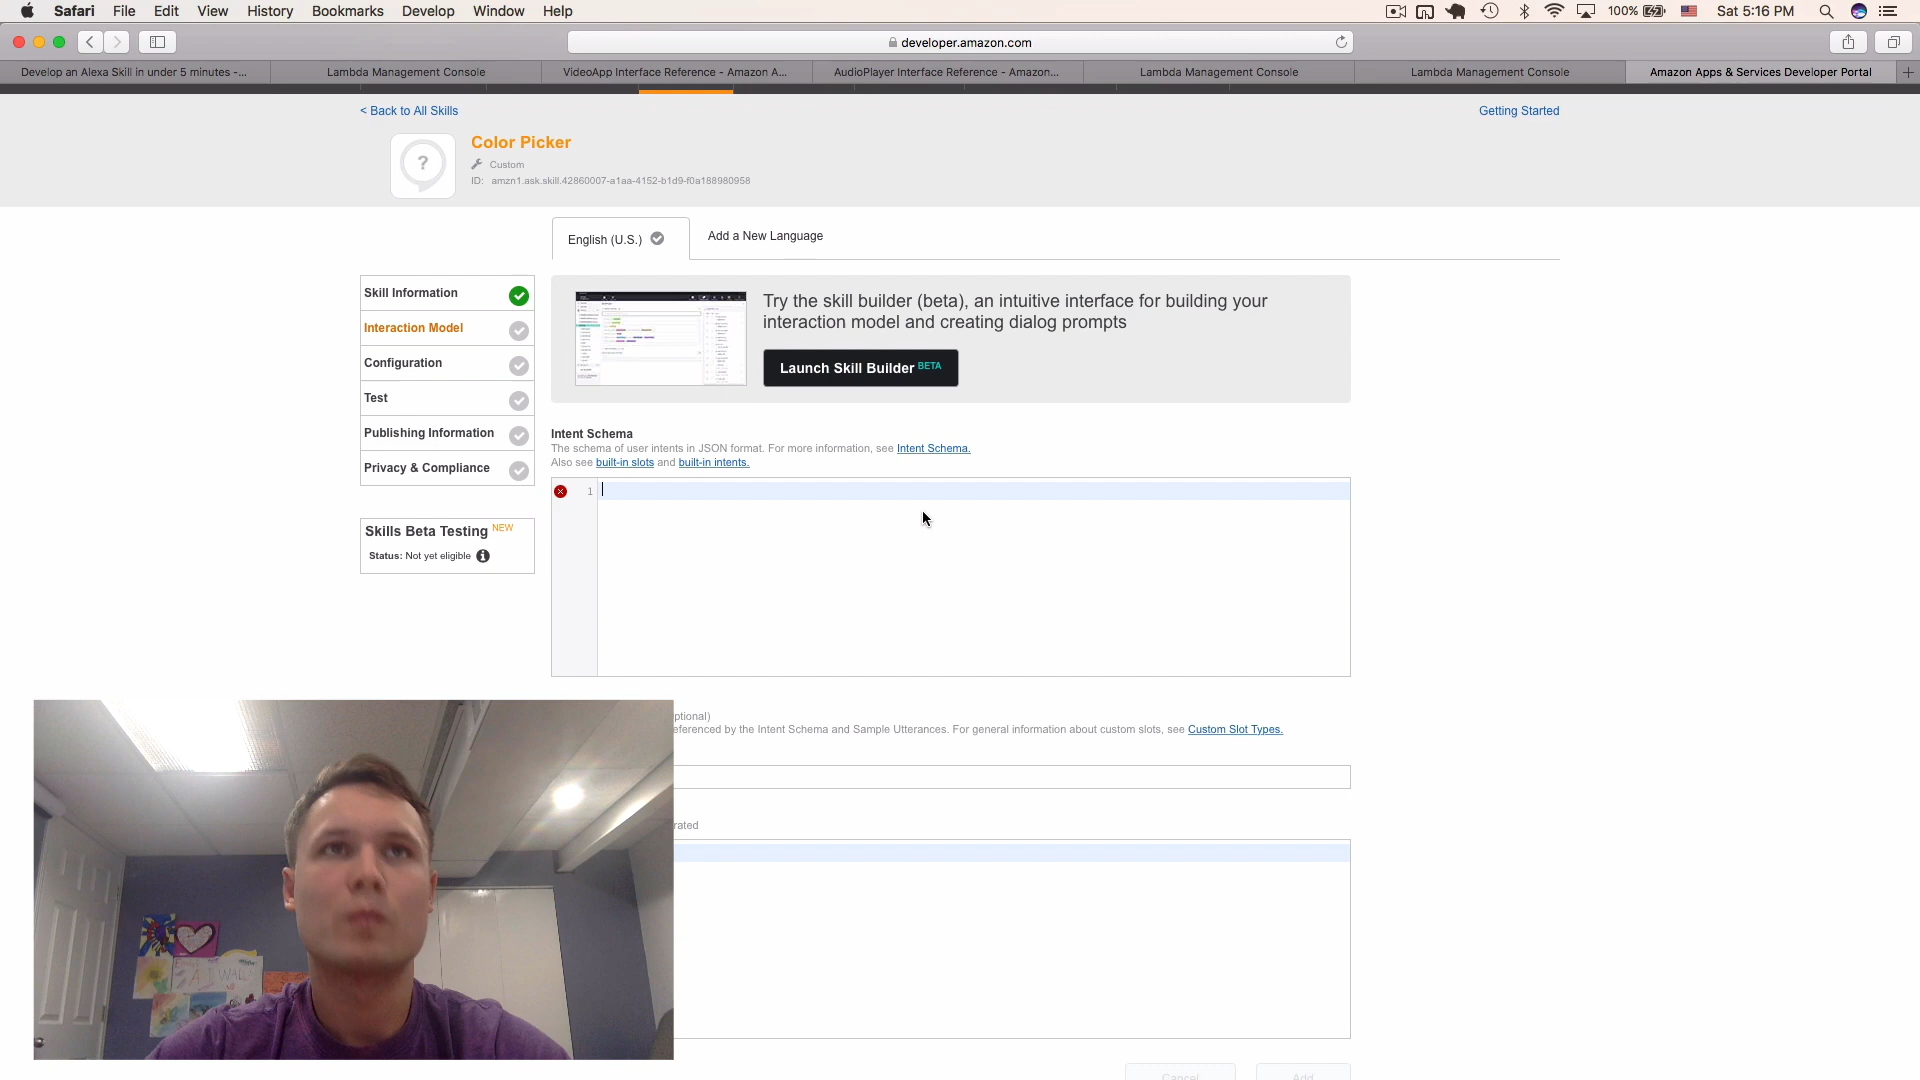 Safari File Edit View History Bookmarks Develop Window Help
100%
Sat 5:16 PM
developer.amazon.com
Develop an Alexa Skill in under 5 minutes -...
Lambda Management Console
VideoApp Interface Reference - Amazon A...
AudioPlayer Interface Reference - Amazon...
Lambda Management Console
Lambda Management Console
Amazon Apps & Services Developer Portal
< Back to All Skills
Getting Started
?
Color Picker
Custom
ID: amzn1.ask.skill.42860007-a1aa-4152-b1d9-f0a188980958
English (U.S.)
Add a New Language
Skill Information
Interaction Model
Configuration
Test
Publishing Information
Privacy & Compliance
Skills Beta Testing NEW
Status: Not yet eligible
Try the skill builder (beta), an intuitive interface for building your
interaction model and creating dialog prompts
Launch Skill Builder BETA
Intent Schema
The schema of user intents in JSON format. For more information, see Intent Schema.
Also see built-in slots and built-in intents.
1
ptional)
eferenced by the Intent Schema and Sample Utterances. For general information about custom slots, see Custom Slot Types.
rated
Cancel
Add